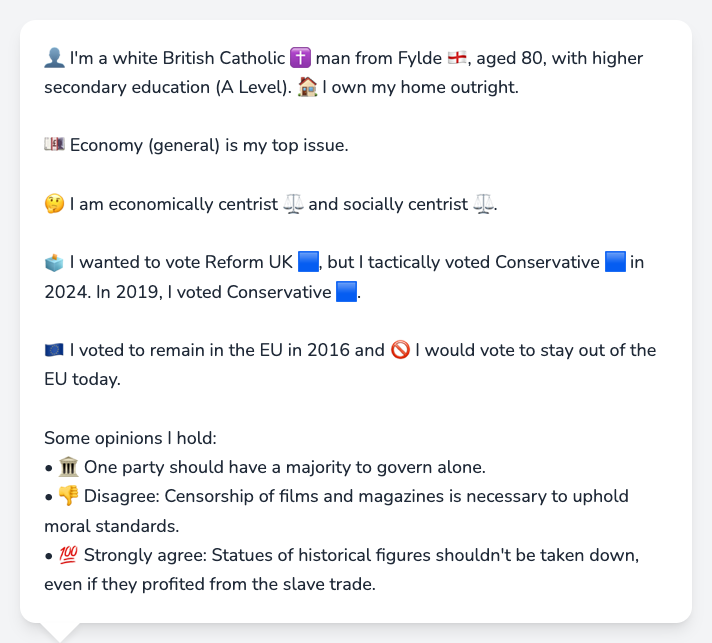 👤 I'm a white British Catholic ✝️ man from Fylde 🏴󠁧󠁢󠁥󠁮󠁧󠁿, aged 80, with higher
secondary education (A Level). 🏠 I own my home outright.
💷 Economy (general) is my top issue.
🤔 I am economically centrist ⚖️ and socially centrist ⚖️.
🗳️ I wanted to vote Reform UK 🟦, but I tactically voted Conservative 🟦 in
2024. In 2019, I voted Conservative 🟦.
🇪🇺 I voted to remain in the EU in 2016 and 🚫 I would vote to stay out of the
EU today.
Some opinions I hold:
• 🏛️ One party should have a majority to govern alone.
• 👎 Disagree: Censorship of films and magazines is necessary to uphold
moral standards.
• 💯 Strongly agree: Statues of historical figures shouldn't be taken down,
even if they profited from the slave trade.